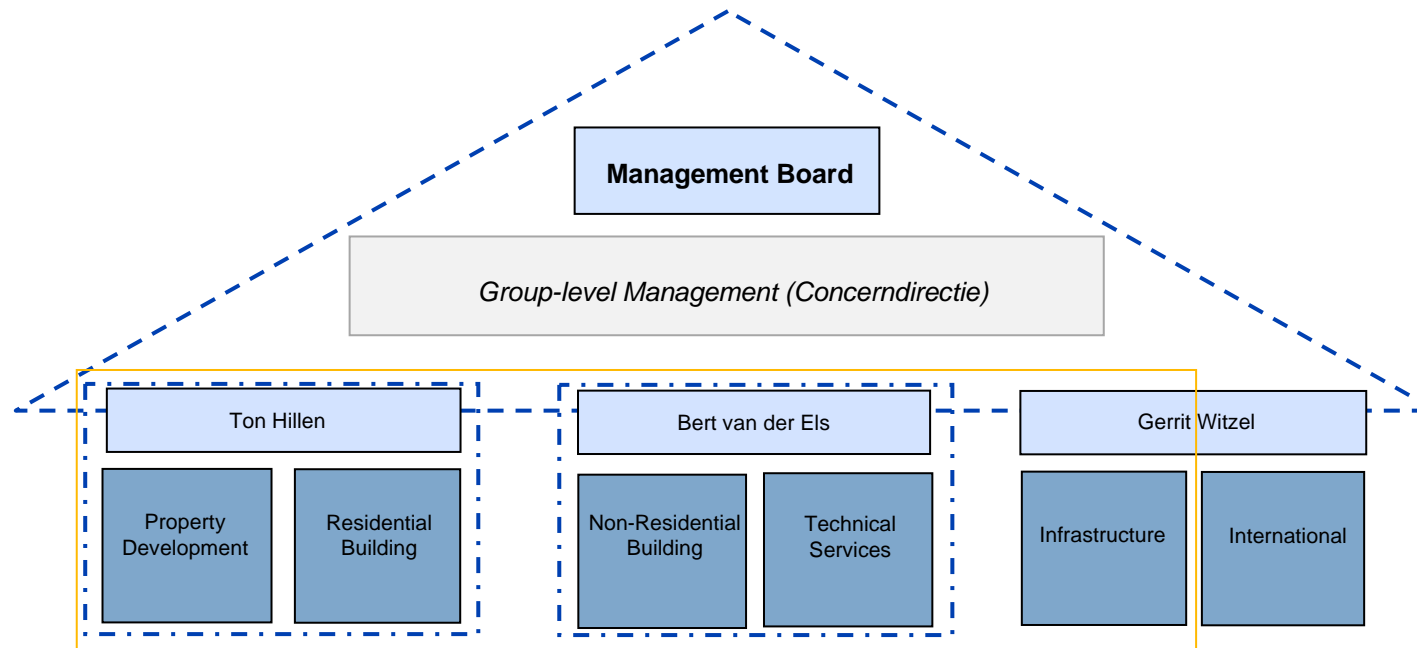 Management Board
Group-level Management (Concerndirectie)
Ton Hillen
Bert van der Els
Gerrit Witzel
Property
Development
Residential
Building
Non-Residential
Building
Technical
Services
Infrastructure
International